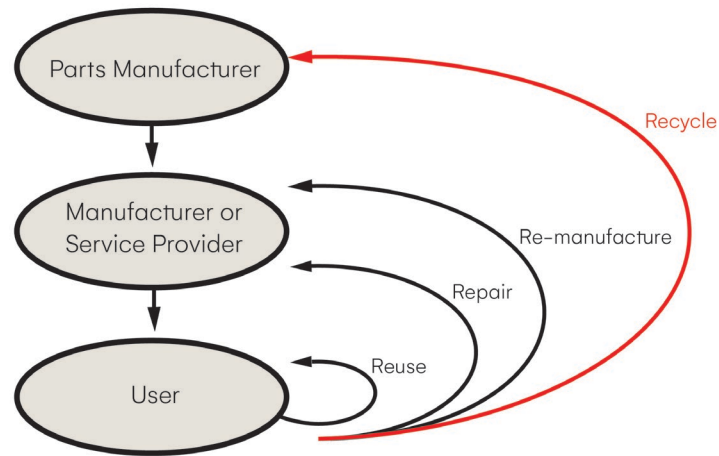 Parts Manufacturer
Recycle
Manufacturer or
Service Provider
Re-manufacture
Repair
Reuse
User